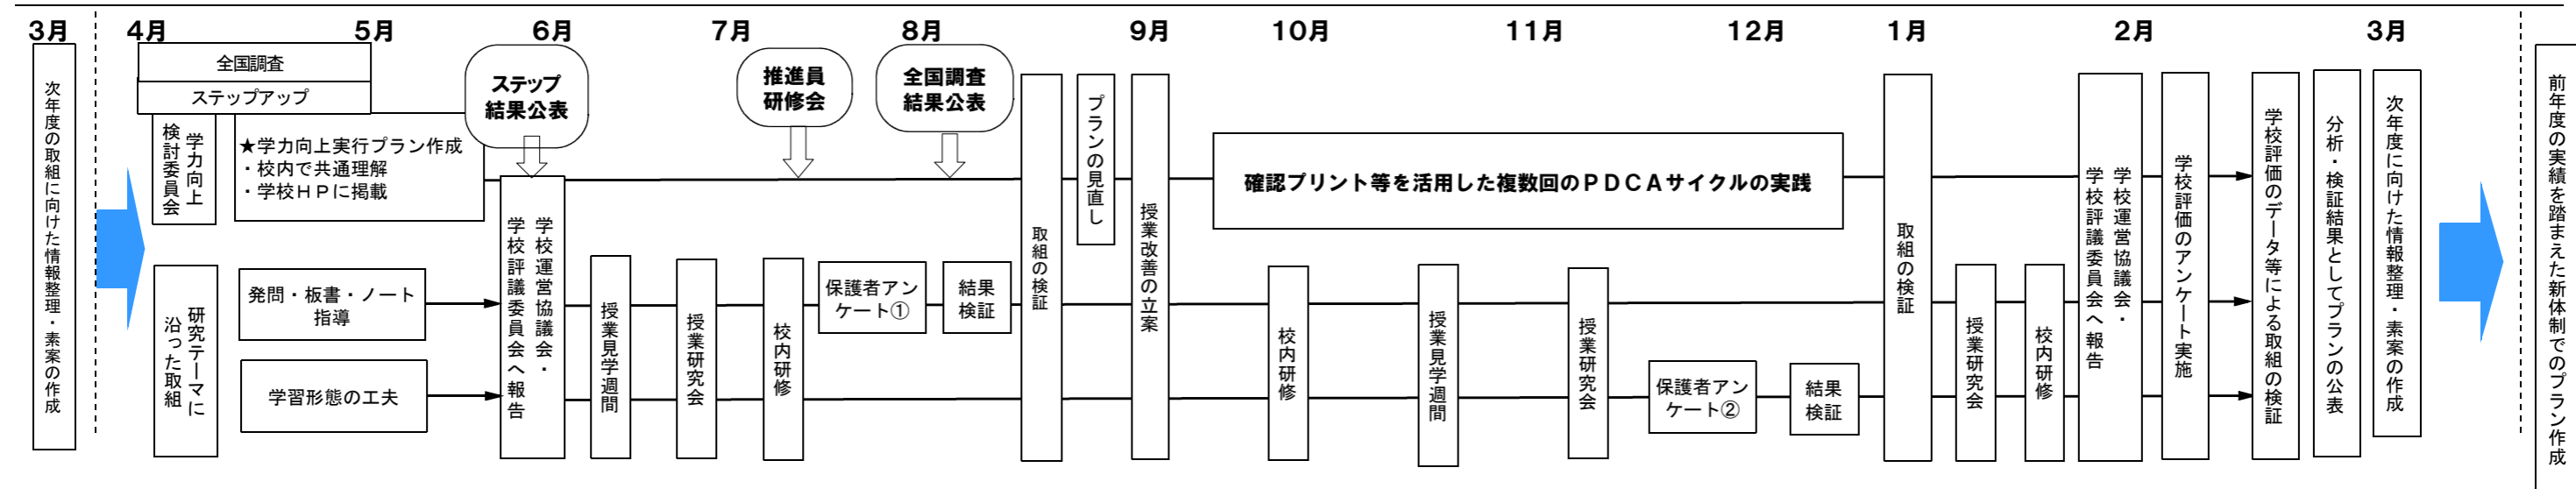 3月
4月
5月
6月
7月
8月
9月
10月
11月
12月
1月
2月
3月
次年度の取組に向けた情報整理・素案の作成
全国調査
ステップアップ
学力向上
検討委員会
★学力向上実行プラン作成
・校内で共通理解
・学校ＨＰに掲載
研究テーマに
沿った取組
発問・板書・ノート
指導
学習形態の工夫
ステップ
結果公表
学校運営協議会・
学校評議委員会へ報告
授業見学週間
授業研究会
推進員
研修会
校内研修
保護者アン
ケート①
全国調査
結果公表
結果
検証
取組の検証
プランの見直し
授業改善の立案
確認プリント等を活用した複数回のＰＤＣＡサイクルの実践
校内研修
授業見学週間
授業研究会
保護者アン
ケート②
結果
検証
取組の検証
授業研究会
校内研修
学校運営協議会・
学校評議委員会へ報告
学校評価のアンケート実施
学校評価のデータ等による取組の検証
分析・検証結果としてプランの公表
次年度に向けた情報整理・素案の作成
前年度の実績を踏まえた新体制でのプラン作成